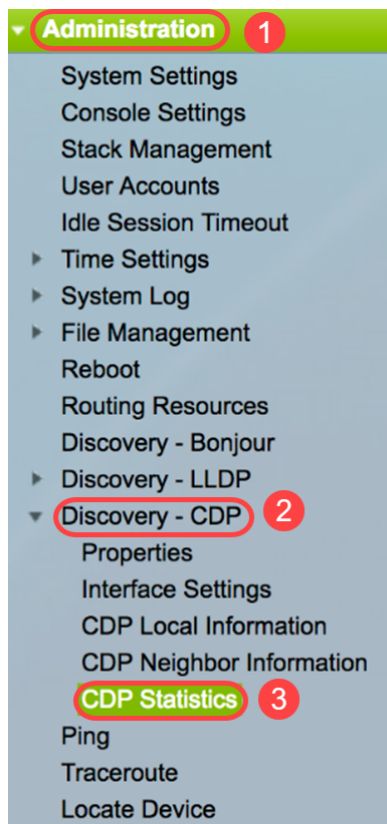 Administration 1
System Settings
Console Settings
Stack Management
User Accounts
Idle Session Timeout
Time Settings
System Log
File Management
Reboot
Routing Resources
Discovery - Bonjour
Discovery - LLDP
Discovery - CDP 2
Properties
Interface Settings
CDP Local Information
CDP Neighbor Information
CDP Statistics 3
Ping
Traceroute
Locate Device